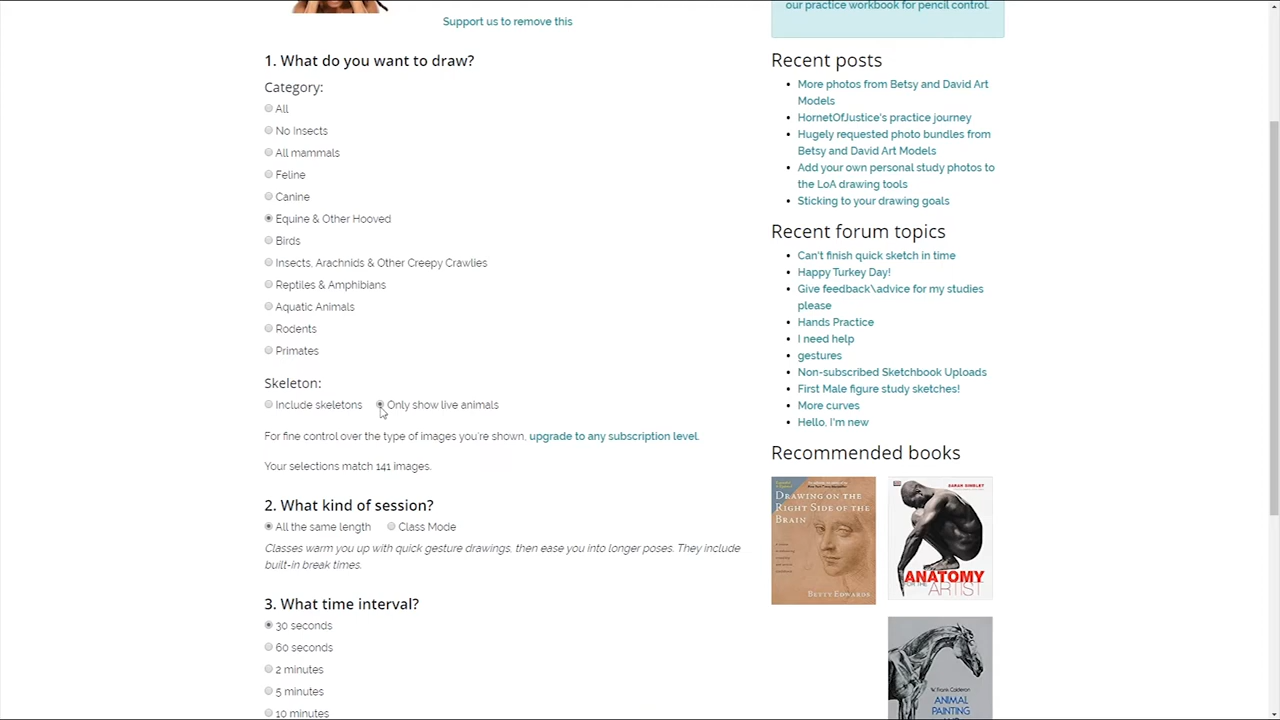 Support us to remove this
1. What do you want to draw?
Category:
All
No Insects
All mammals
Feline
Canine
Equine & Other Hooved
Birds
Insects, Arachnids & Other Creepy Crawlies
Reptiles & Amphibians
Aquatic Animals
Rodents
Primates
Skeleton:
Include skeletons Only show live animals
For fine control over the type of images you're shown, upgrade to any subscription level.
Your selections match 141 images.
2. What kind of session?
All the same length Class Mode
Classes warm you up with quick gesture drawings, then ease you into longer poses. They include
built-in break times.
3. What time interval?
30 seconds
60 seconds
2 minutes
5 minutes
10 minutes
our practice workbook for pencil control.
Recent posts
More photos from Betsy and David Art
Models
HornetOfJustice's practice journey
Hugely requested photo bundles from
Betsy and David Art Models
Add your own personal study photos to
the LoA drawing tools
Sticking to your drawing goals
Recent forum topics
Can't finish quick sketch in time
Happy Turkey Day!
Give feedback\advice for my studies
please
Hands Practice
I need help
gestures
Non-subscribed Sketchbook Uploads
First Male figure study sketches!
More curves
Hello, I'm new
Recommended books
DRAWING ON THE
RIGHT SIDE OF THE
BRAIN
BETTY EDWARDS
SARAH SIMBLEY
ANATOMY
FOR THE ARTIST
W. Frank Calderon
ANIMAL
PAINTING
AND